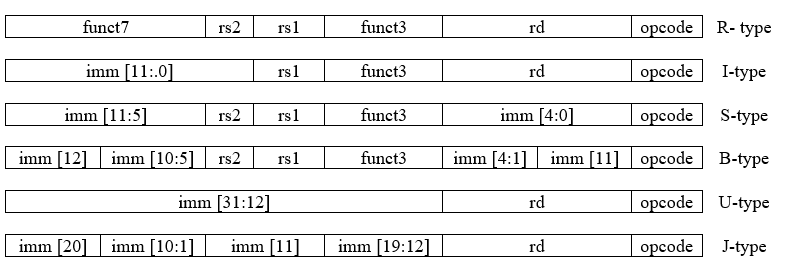 funct7 rs2 rs1 funct3 rd opcode R- type
imm [11:.0] rs1 funct3 rd opcode I-type
imm [11:5] rs2 rs1 funct3 imm [4:0] opcode S-type
imm [12] imm [10:5] rs2 rs1 funct3 imm [4:1] imm [11] opcode B-type
imm [31:12] rd opcode U-type
imm [20] imm [10:1] imm [11] imm [19:12] rd opcode J-type